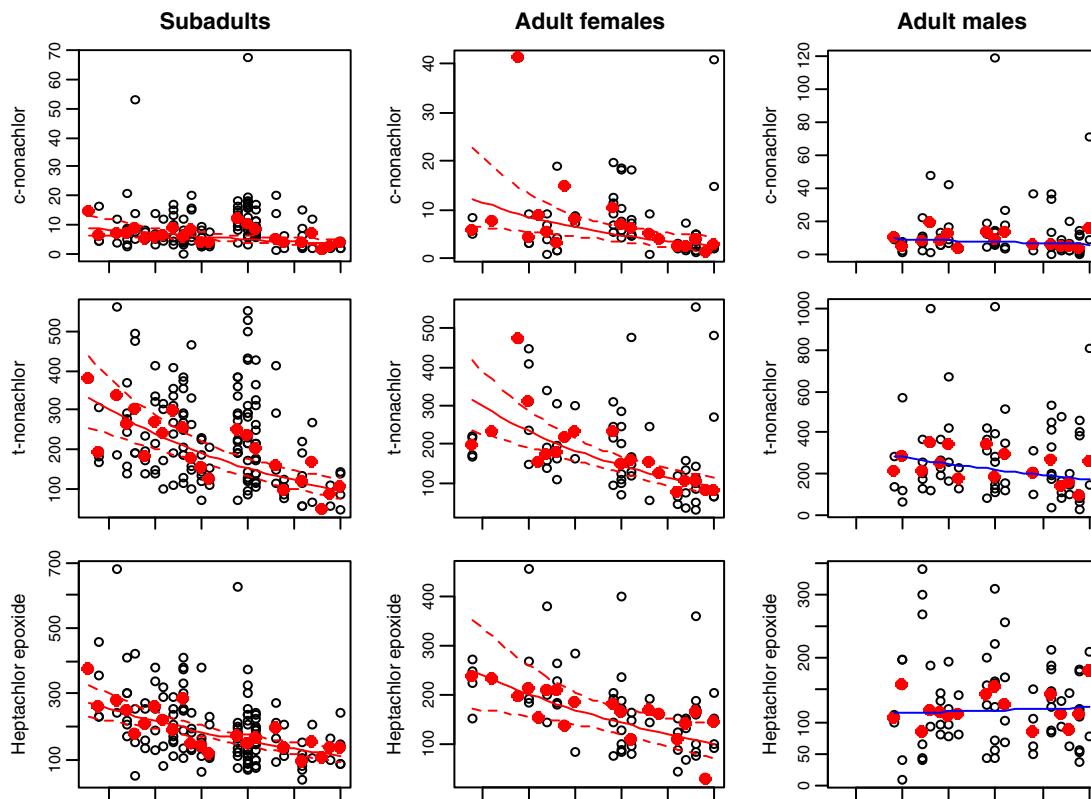 Subadults Adult females Adult males
c-nonachlor
0 10 20 30 40 50 60 70
c-nonachlor
0 10 20 30 40
c-nonachlor
0 20 40 60 80 100 120
t-nonachlor
100 200 300 400 500
t-nonachlor
100 200 300 400 500
t-nonachlor
0 200 400 600 800 1000
Heptachlor epoxide
100 300 500 700
Heptachlor epoxide
100 200 300 400
Heptachlor epoxide
0 50 100 150 200 300